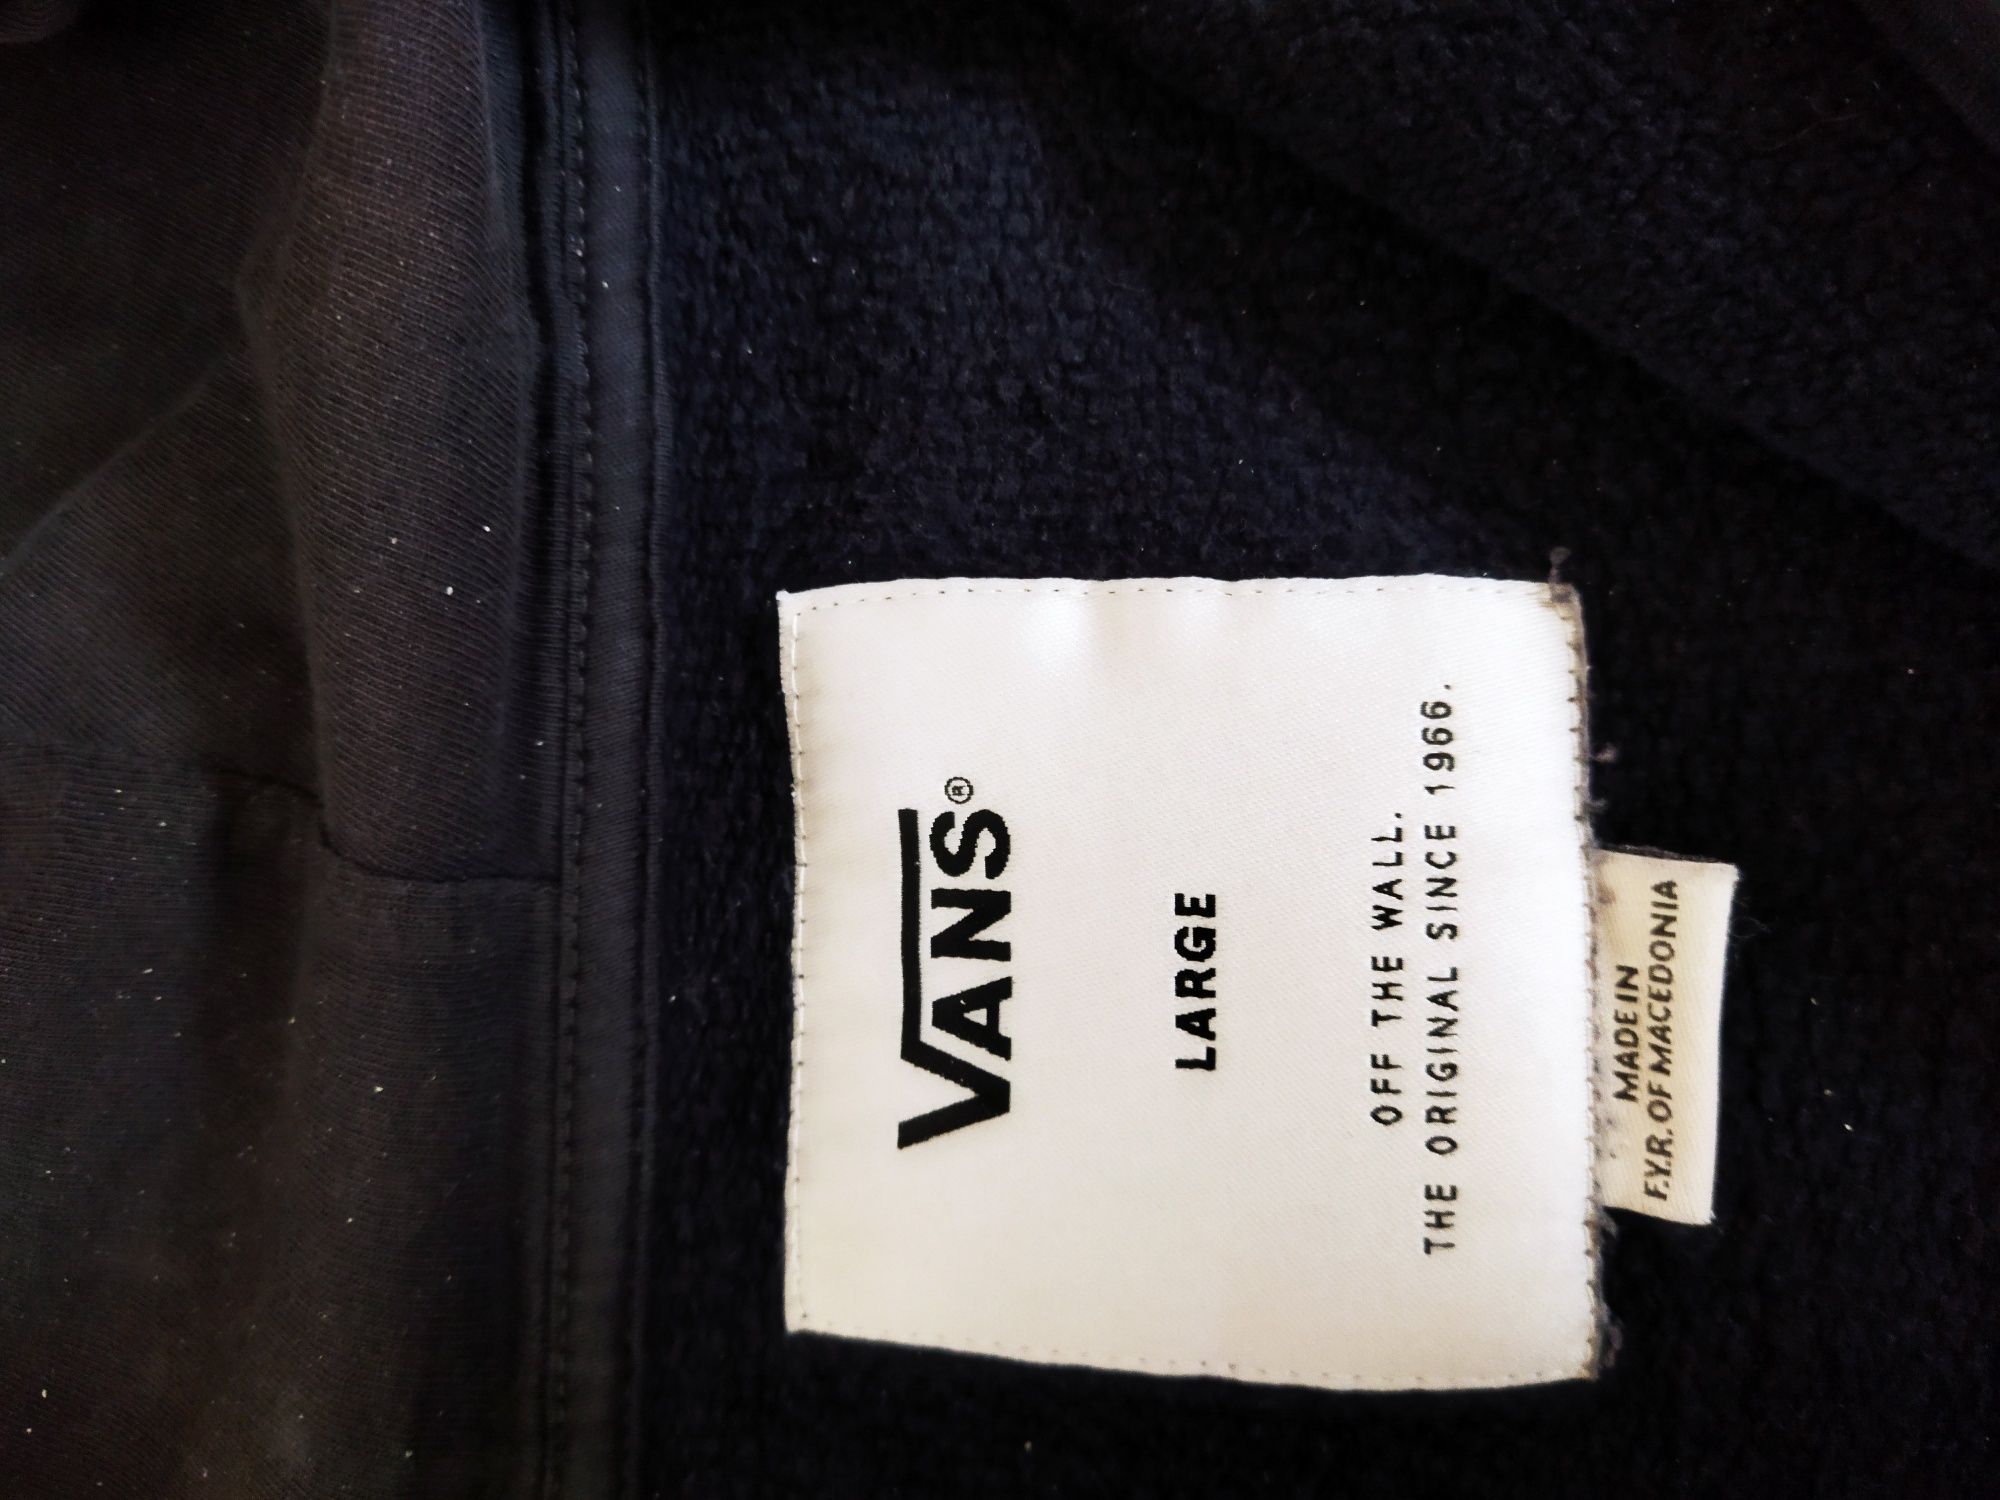 VANS®
LARGE
OFF THE WALL.
THE ORIGINAL SINCE 1966.
MADE IN
F.Y.R. OF MACEDONIA